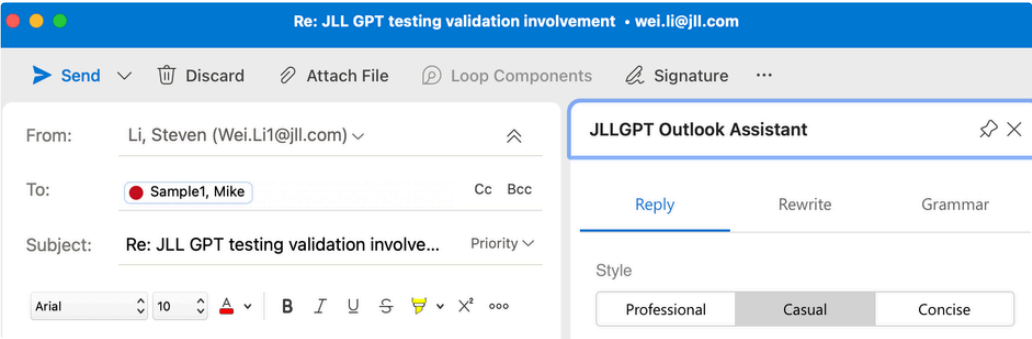 Re: JLL GPT testing validation involvement • wei.li@jll.com
Send Discard Attach File Loop Components Signature ...
From: Li, Steven (Wei.Li1@jll.com)
To: Sample1, Mike Cc Bcc
Subject: Re: JLL GPT testing validation involve... Priority
Arial 10 A B I U S X²
JLLGPT Outlook Assistant
Reply Rewrite Grammar
Style
Professional Casual Concise